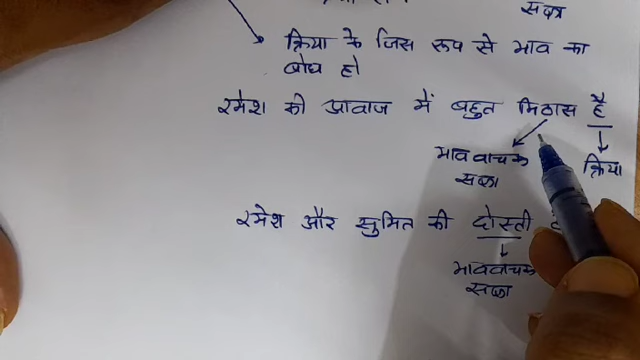 सज्ञा
क्रिया के जिस रूप से भाव का
बोध हो
रमेश की आवाज में बहुत मिठास है
भाववाचक
सज्ञा
क्रिया
रमेश और सुमित की दोस्ती
भाववाचक
सज्ञा